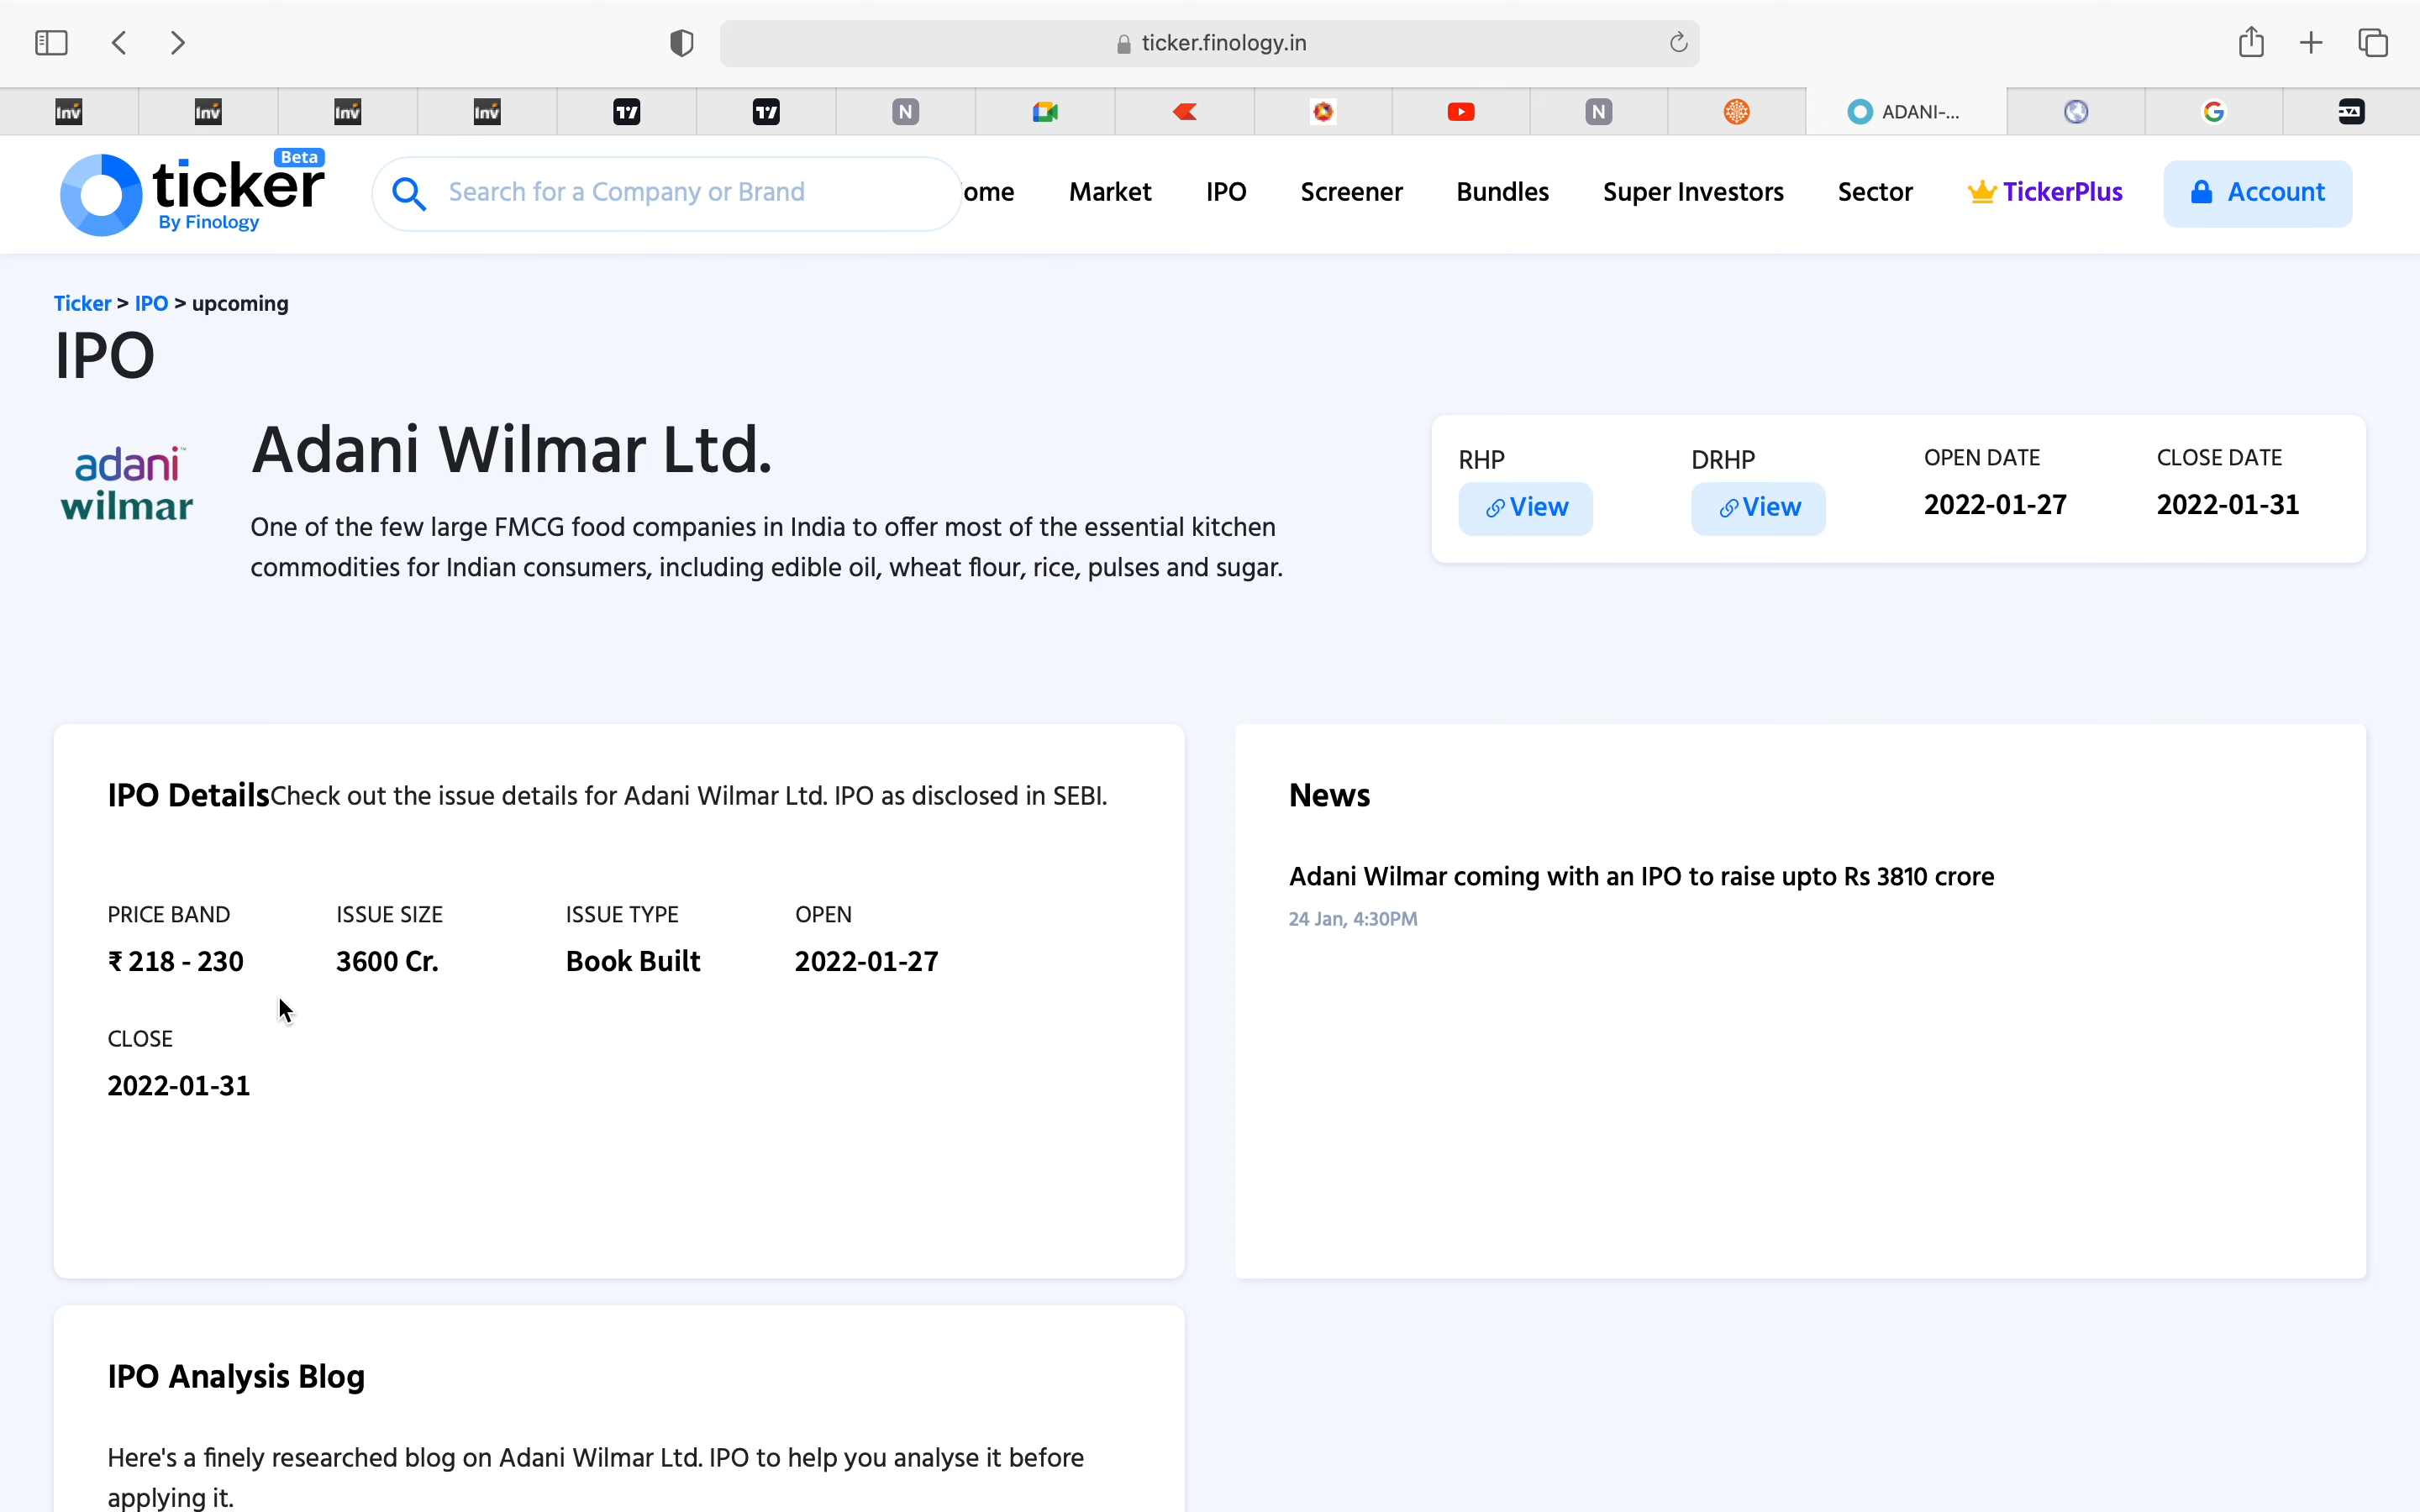 ticker.finology.in
Inv
Inv
Inv
Inv
N
N
ADANI-...
G
Beta
ticker
By Finology
Search for a Company or Brand
ome
Market
IPO
Screener
Bundles
Super Investors
Sector
TickerPlus
Account
Ticker > IPO > upcoming
IPO
adani™
wilmar
Adani Wilmar Ltd.
One of the few large FMCG food companies in India to offer most of the essential kitchen
commodities for Indian consumers, including edible oil, wheat flour, rice, pulses and sugar.
RHP
View
DRHP
View
OPEN DATE
2022-01-27
CLOSE DATE
2022-01-31
IPO DetailsCheck out the issue details for Adani Wilmar Ltd. IPO as disclosed in SEBI.
PRICE BAND
₹ 218 - 230
ISSUE SIZE
3600 Cr.
ISSUE TYPE
Book Built
OPEN
2022-01-27
CLOSE
2022-01-31
News
Adani Wilmar coming with an IPO to raise upto Rs 3810 crore
24 Jan, 4:30PM
IPO Analysis Blog
Here's a finely researched blog on Adani Wilmar Ltd. IPO to help you analyse it before
applying it.